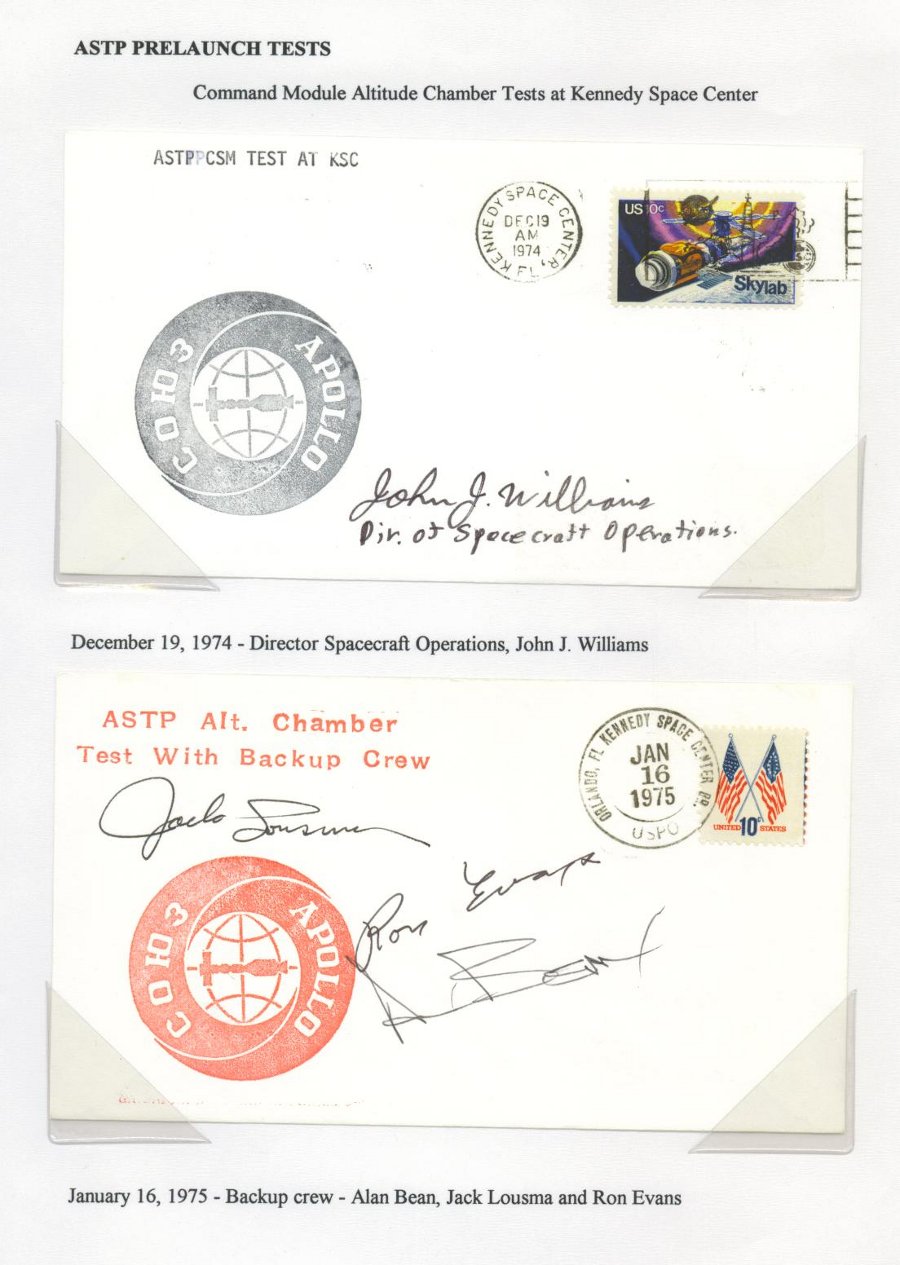 ASTP PRELAUNCH TESTS
Command Module Altitude Chamber Tests at Kennedy Space Center
ASTPPCSM TEST AT KSC
KENNEDY SPACE CENTER, FL.
DEC 19
AM
1974
US 10c
Skylab
СОЮЗ APOLLO
John J. Williams
Dir. of Spacecraft Operations.
December 19, 1974 - Director Spacecraft Operations, John J. Williams
ASTP Alt. Chamber
Test With Backup Crew
ORLANDO, FL KENNEDY SPACE CENTER BR.
JAN
16
1975
USPO
UNITED 10c STATES
Jack Lousma
Ron Evans
СОЮЗ APOLLO
A Bean
January 16, 1975 - Backup crew - Alan Bean, Jack Lousma and Ron Evans